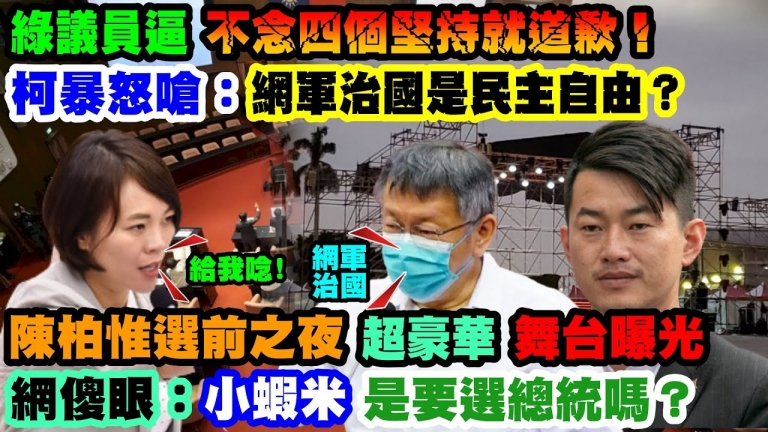 綠議員逼 不念四個堅持就道歉！
柯暴怒嗆：網軍治國是民主自由？
給我唸！
網軍
治國
陳柏惟選前之夜 超豪華 舞台曝光
網傻眼：小蝦米 是要選總統嗎？